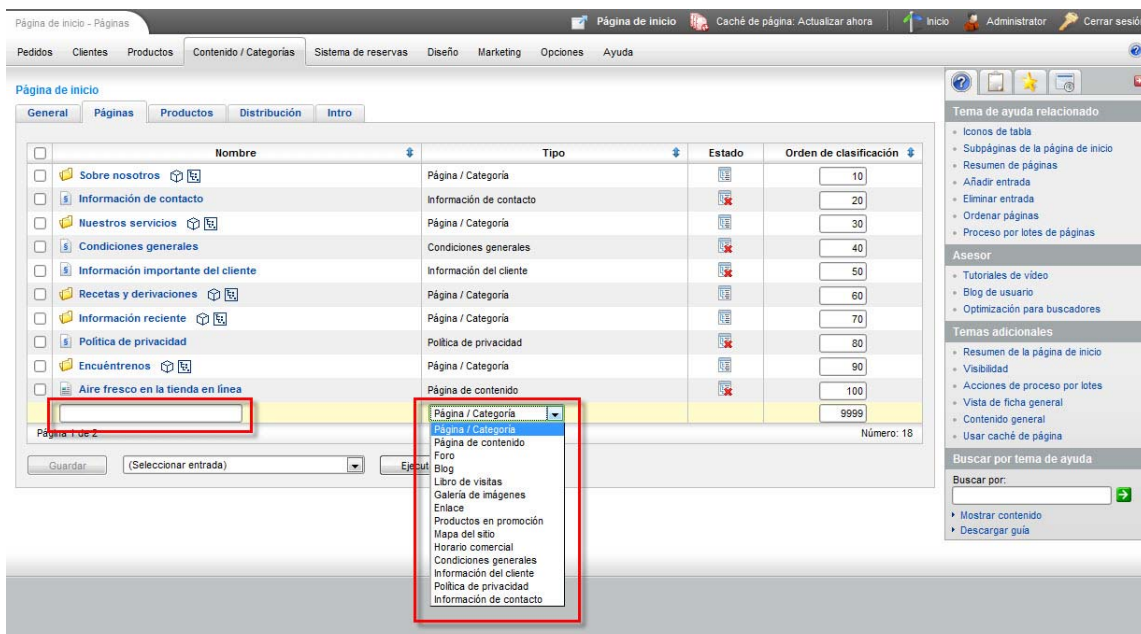 Página de inicio - Páginas
Página de inicio
Caché de página: Actualizar ahora
Inicio
Administrator
Cerrar sesión
Pedidos Clientes Productos Contenido / Categorías Sistema de reservas Diseño Marketing Opciones Ayuda
Página de inicio
General Páginas Productos Distribución Intro
Nombre Tipo Estado Orden de clasificación
Sobre nosotros Página / Categoría 10
Información de contacto Información de contacto 20
Nuestros servicios Página / Categoría 30
Condiciones generales Condiciones generales 40
Información importante del cliente Información del cliente 50
Recetas y derivaciones Página / Categoría 60
Información reciente Página / Categoría 70
Política de privacidad Política de privacidad 80
Encuéntrenos Página / Categoría 90
Aire fresco en la tienda en línea Página de contenido 100
Página / Categoría 9999
Página 1 de 2 Número: 18
Guardar (Seleccionar entrada)
Página / Categoría
Página de contenido
Foro
Blog
Libro de visitas
Galería de imágenes
Enlace
Productos en promoción
Mapa del sitio
Horario comercial
Condiciones generales
Información del cliente
Política de privacidad
Información de contacto
Tema de ayuda relacionado
Iconos de tabla
Subpáginas de la página de inicio
Resumen de páginas
Añadir entrada
Eliminar entrada
Ordenar páginas
Proceso por lotes de páginas
Asesor
Tutoriales de vídeo
Blog de usuario
Optimización para buscadores
Temas adicionales
Resumen de la página de inicio
Visibilidad
Acciones de proceso por lotes
Vista de ficha general
Contenido general
Usar caché de página
Buscar por tema de ayuda
Buscar por:
Mostrar contenido
Descargar guía